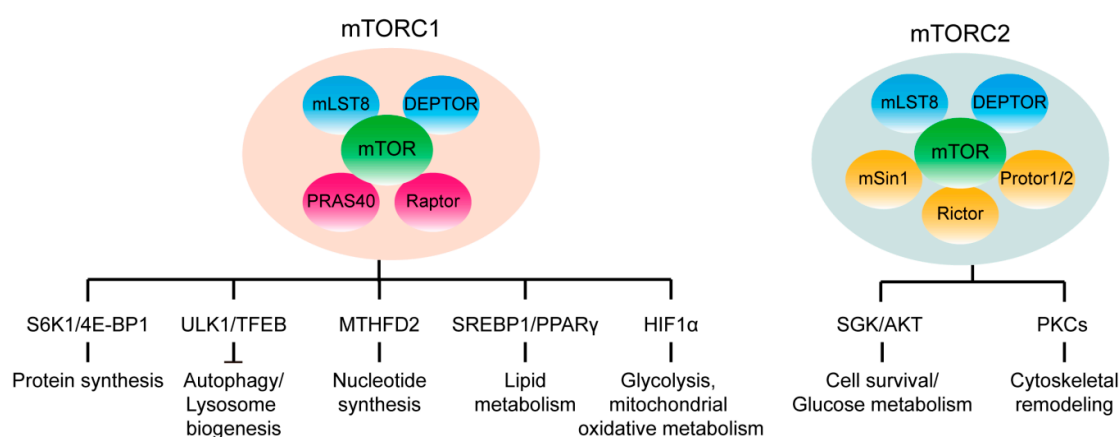 mTORC1
mTORC2
mLST8
DEPTOR
mTOR
PRAS40
Raptor
mLST8
DEPTOR
mTOR
mSin1
Protor1/2
Rictor
S6K1/4E-BP1
ULK1/TFEB
MTHFD2
SREBP1/PPARγ
HIF1α
SGK/AKT
PKCs
Protein synthesis
Autophagy/
Lysosome
biogenesis
Nucleotide
synthesis
Lipid
metabolism
Glycolysis,
mitochondrial
oxidative metabolism
Cell survival/
Glucose metabolism
Cytoskeletal
remodeling